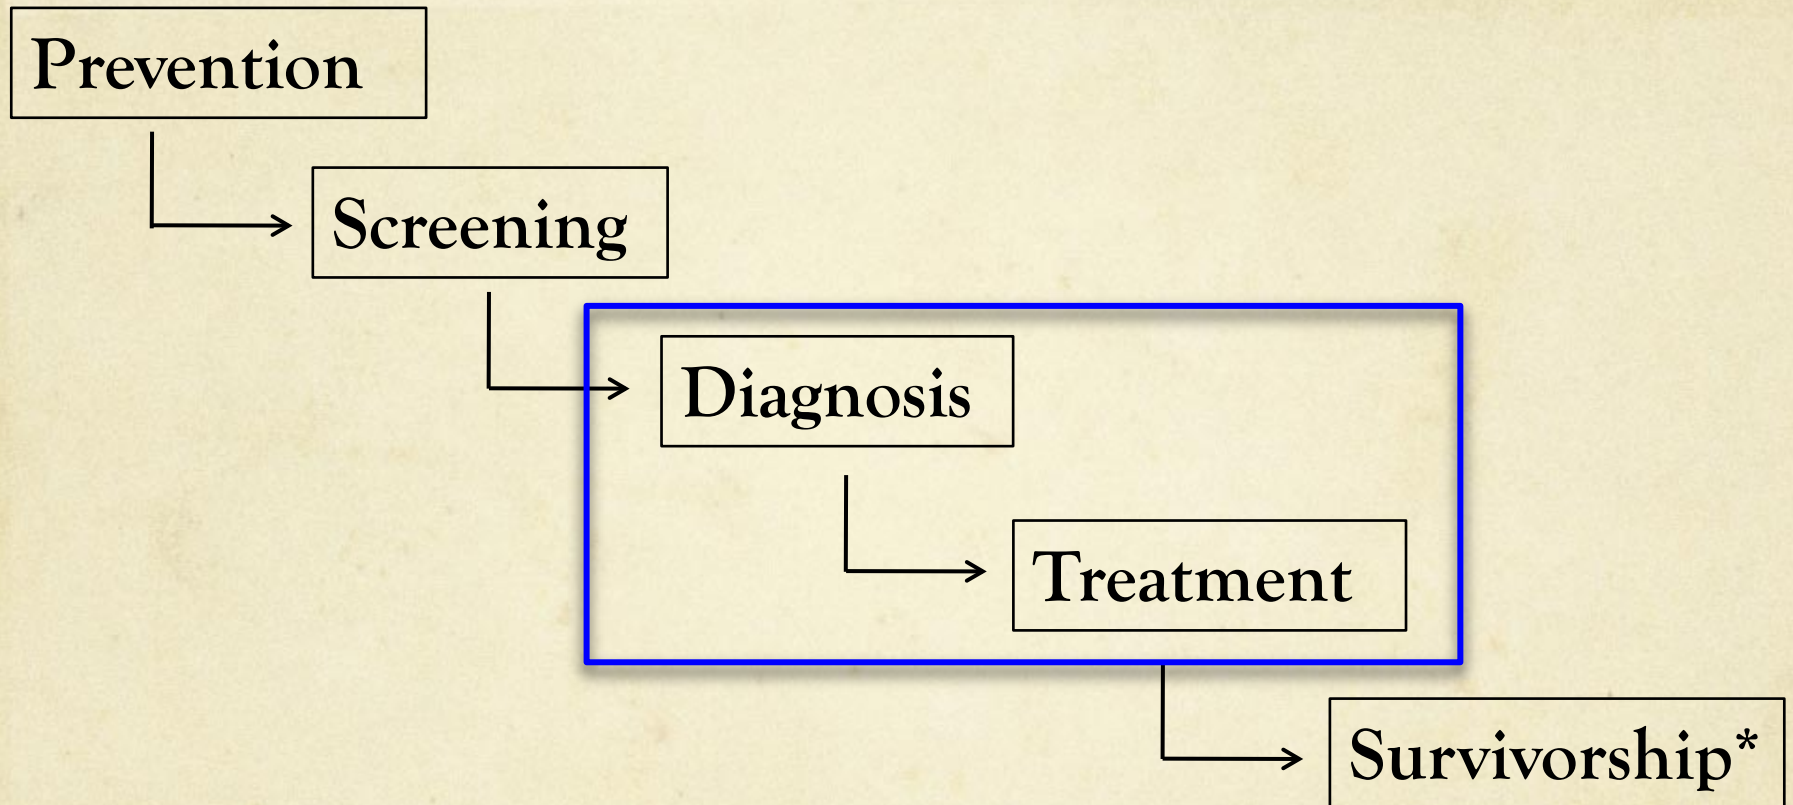 Prevention
Screening
Diagnosis
Treatment
Survivorship*